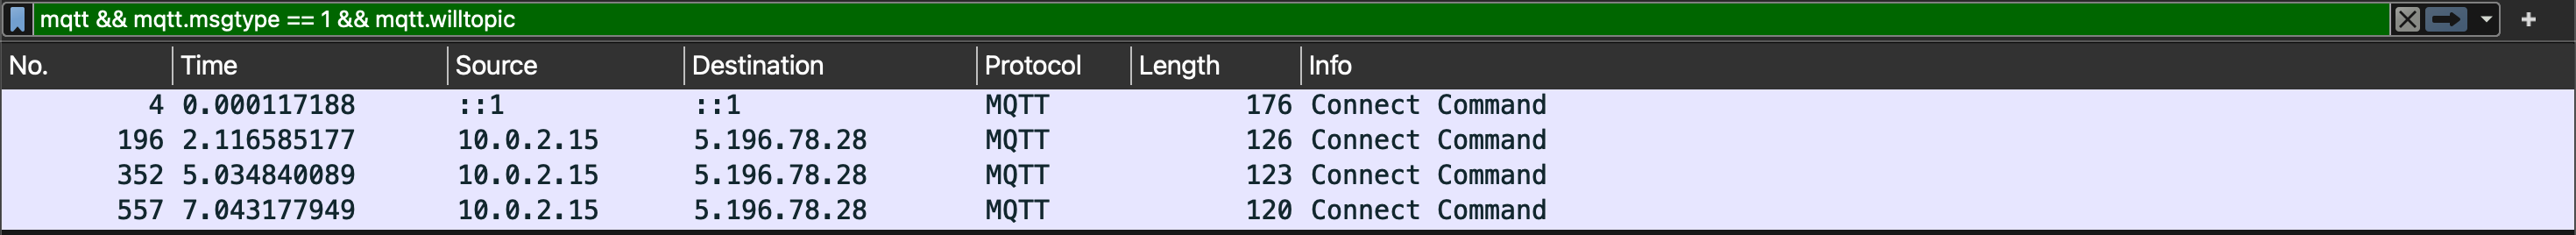 mqtt && mqtt.msgtype == 1 && mqtt.willtopic
No. Time Source Destination Protocol Length Info
4 0.000117188 ::1 ::1 MQTT 176 Connect Command
196 2.116585177 10.0.2.15 5.196.78.28 MQTT 126 Connect Command
352 5.034840089 10.0.2.15 5.196.78.28 MQTT 123 Connect Command
557 7.043177949 10.0.2.15 5.196.78.28 MQTT 120 Connect Command